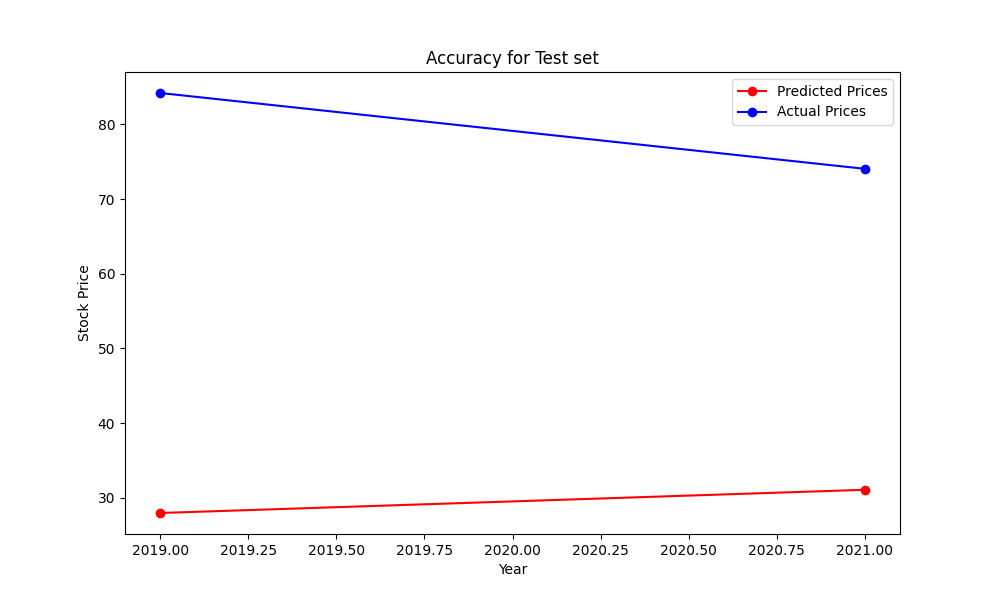 Accuracy for Test set
Predicted Prices
Actual Prices
Stock Price
80
70
60
50
40
30
2019.00 2019.25 2019.50 2019.75 2020.00 2020.25 2020.50 2020.75 2021.00
Year